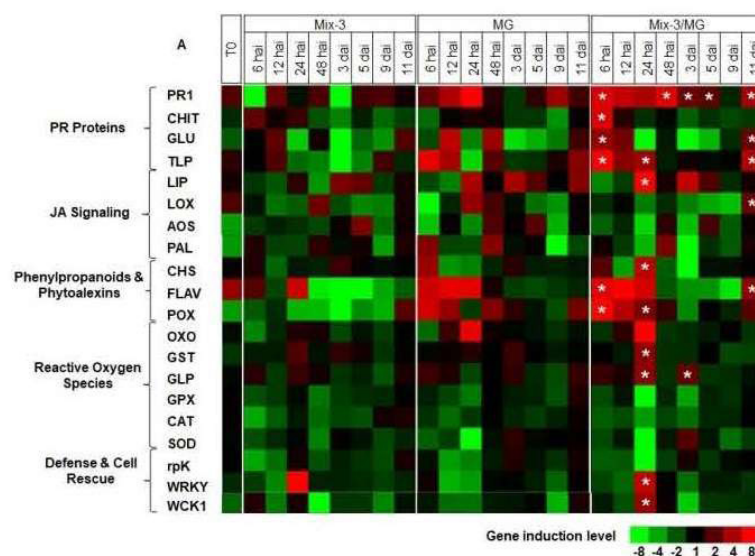 Mix-3 MG Mix-3/MG
A T0 6 hai 12 hai 24 hai 48 hai 3 dai 5 dai 9 dai 11 dai 6 hai 12 hai 24 hai 48 hai 3 dai 5 dai 9 dai 11 dai 6 hai 12 hai 24 hai 48 hai 3 dai 5 dai 9 dai 11 dai
PR1
PR Proteins
CHIT
GLU
TLP
LIP
JA Signaling
LOX
AOS
PAL
Phenylpropanoids &
Phytoalexins
CHS
FLAV
POX
OXO
Reactive Oxygen
Species
GST
GLP
GPX
CAT
SOD
Defense & Cell
Rescue
rpK
WRKY
WCK1
Gene induction level
-8 -4 -2 1 2 4 8